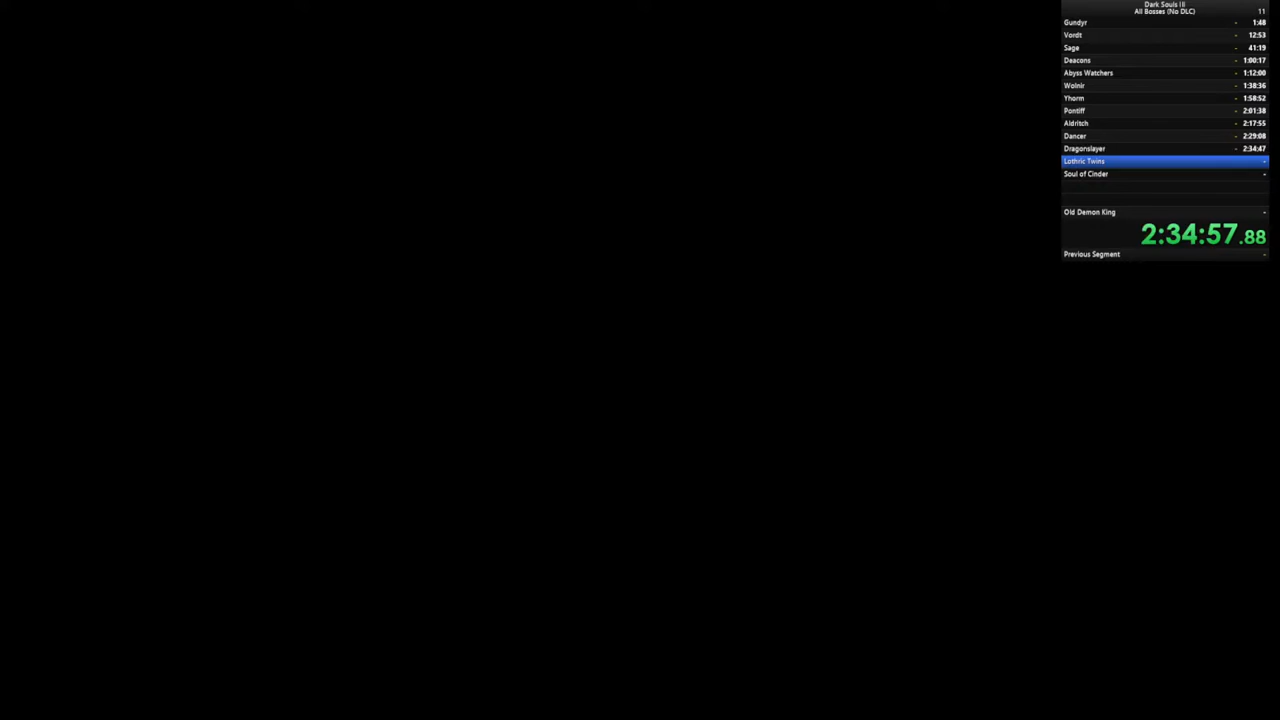 Dark Souls III
All Bosses (No DLC) 11
Gundyr - 1:48
Vordt - 12:53
Sage - 41:19
Deacons - 1:00:17
Abyss Watchers - 1:12:00
Wolnir - 1:38:36
Yhorm - 1:58:52
Pontiff - 2:01:38
Aldritch - 2:17:55
Dancer - 2:29:08
Dragonslayer - 2:34:47
Lothric Twins -
Soul of Cinder -
Old Demon King -
2:34:57.88
Previous Segment -